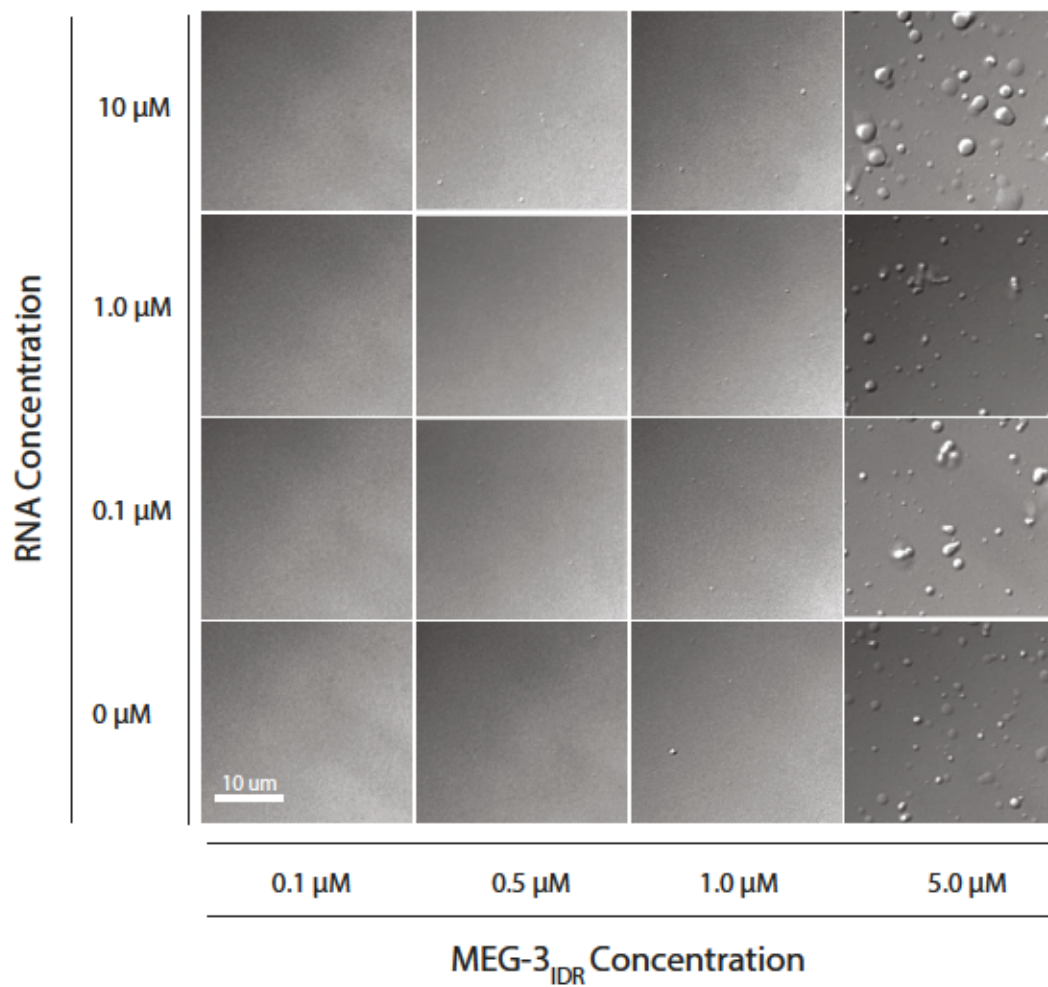 RNA Concentration
10 µM
1.0 µM
0.1 µM
0 µM
10 um
0.1 µM 0.5 µM 1.0 µM 5.0 µM
MEG-3IDR Concentration